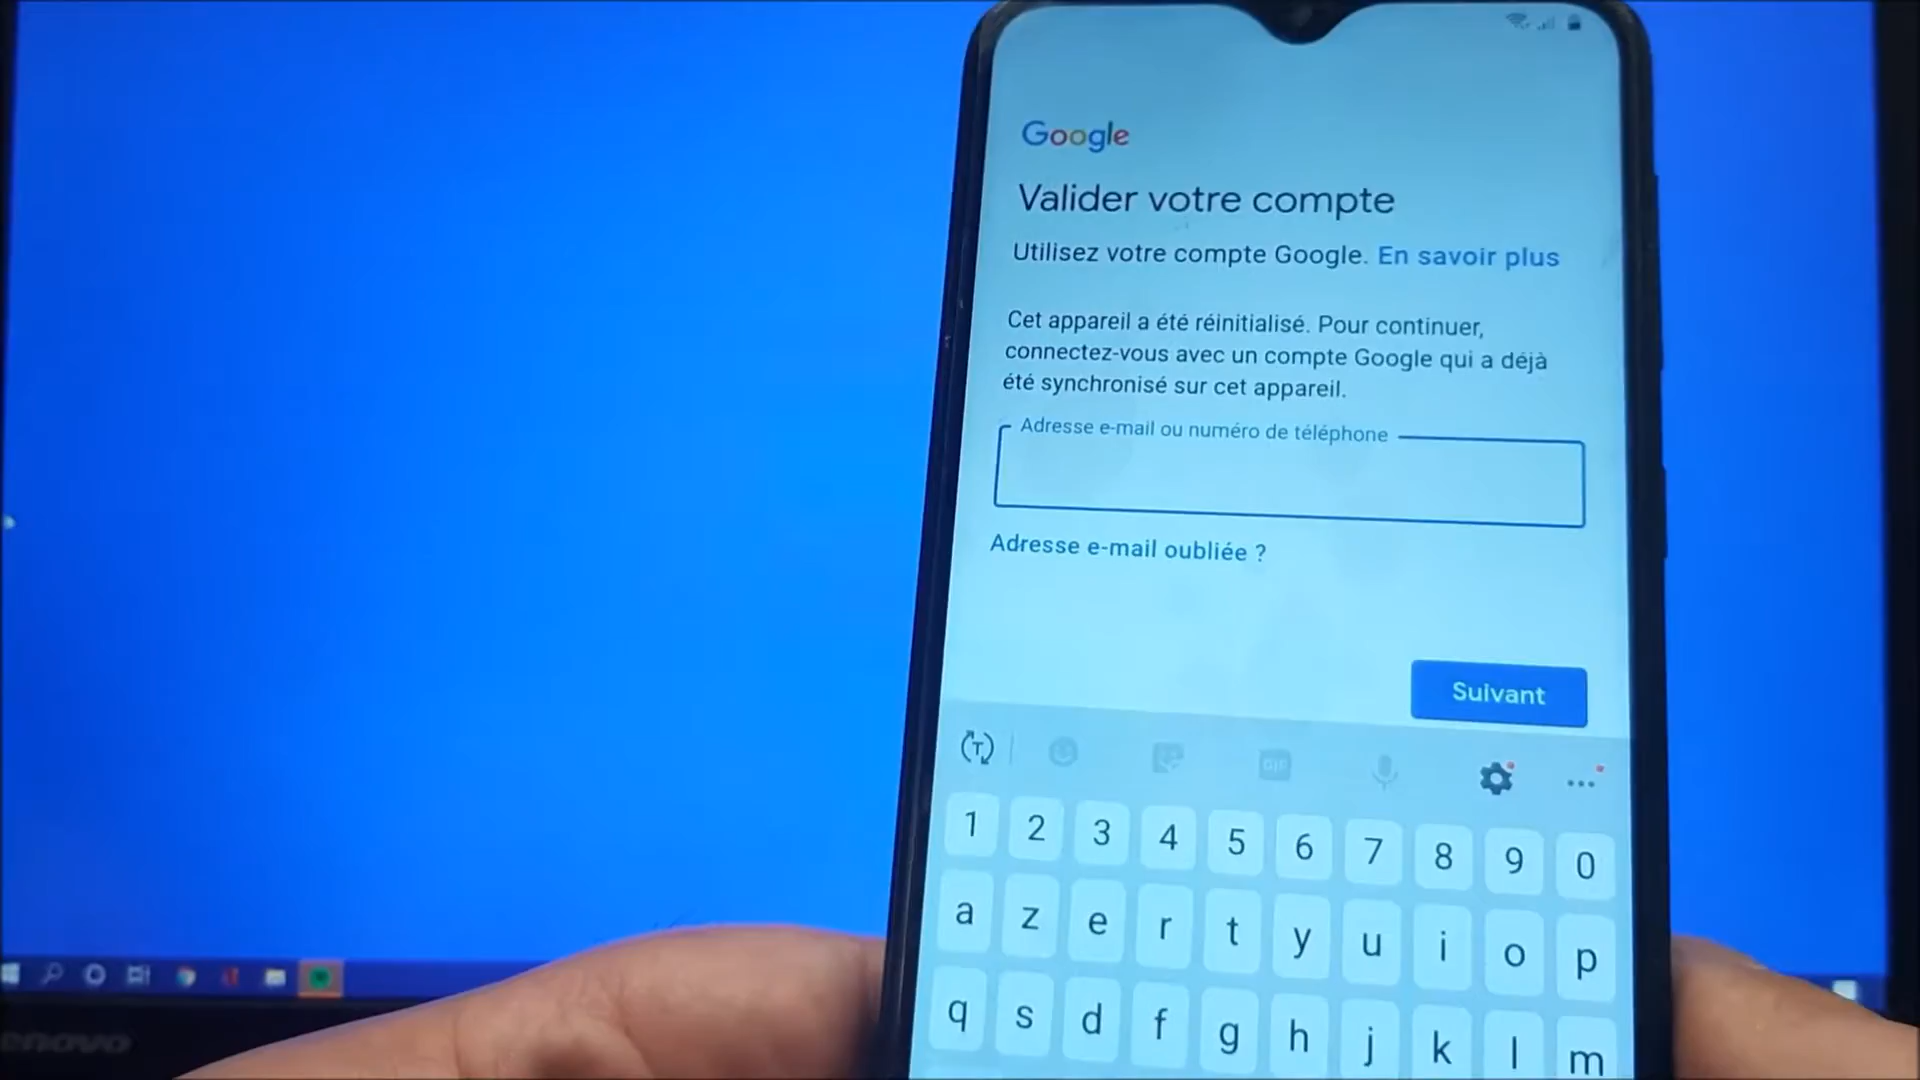 Google
Valider votre compte
Utilisez votre compte Google. En savoir plus
Cet appareil a été réinitialisé. Pour continuer,
connectez-vous avec un compte Google qui a déjà
été synchronisé sur cet appareil.
Adresse e-mail ou numéro de téléphone
Adresse e-mail oubliée ?
Suivant
T
GIF
1 2 3 4 5 6 7 8 9 0
a z e r t y u i o p
q s d f g h j k l m
enovo